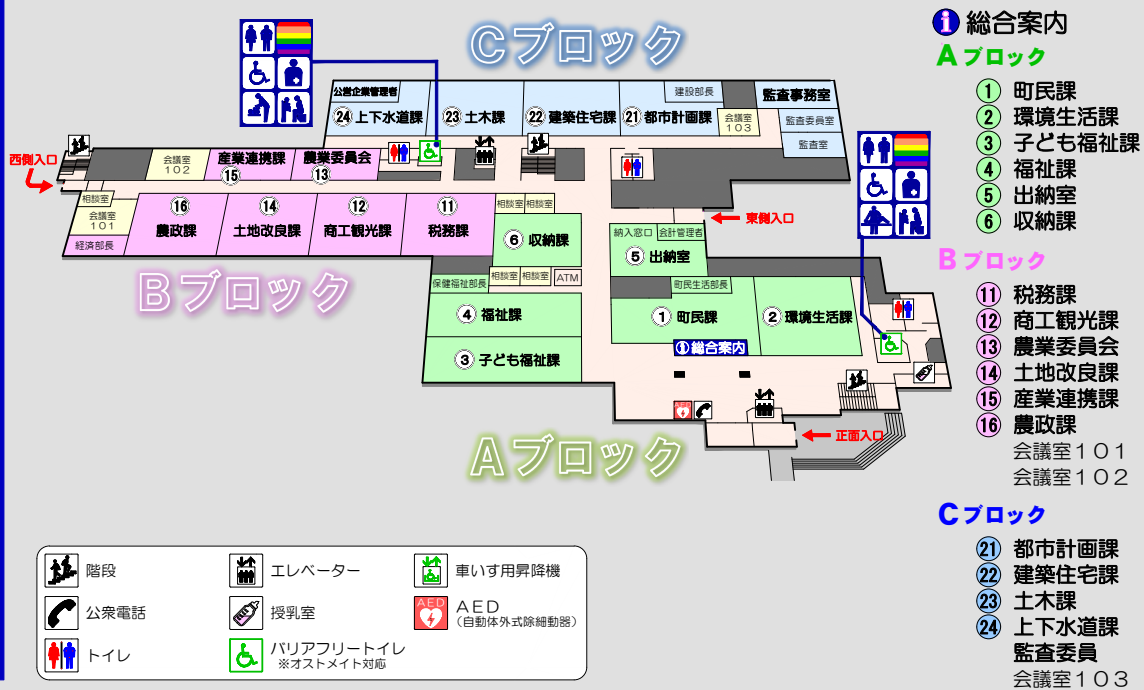 Cブロック
公営企業管理者
24 上下水道課
23 土木課
22 建築住宅課
建設部長
21 都市計画課
会議室
103
監査事務室
監査委員室
監査室
西側入口
会議室
102
産業連携課
15
農業委員会
13
相談室
会議室
101
経済部長
16
農政課
14
土地改良課
12
商工観光課
11
税務課
相談室
相談室
6 収納課
相談室
相談室
ATM
東側入口
納入窓口
会計管理者
5 出納室
保健福祉部長
4 福祉課
3 子ども福祉課
町民生活部長
1 町民課
2 環境生活課
i 総合案内
AED
正面入口
Bブロック
Aブロック
階段
エレベーター
車いす用昇降機
公衆電話
授乳室
AED
AED
(自動体外式除細動器)
トイレ
バリアフリートイレ
※オストメイト対応
i 総合案内
Aブロック
1 町民課
2 環境生活課
3 子ども福祉課
4 福祉課
5 出納室
6 収納課
Bブロック
11 税務課
12 商工観光課
13 農業委員会
14 土地改良課
15 産業連携課
16 農政課
会議室101
会議室102
Cブロック
21 都市計画課
22 建築住宅課
23 土木課
24 上下水道課
監査委員
会議室103